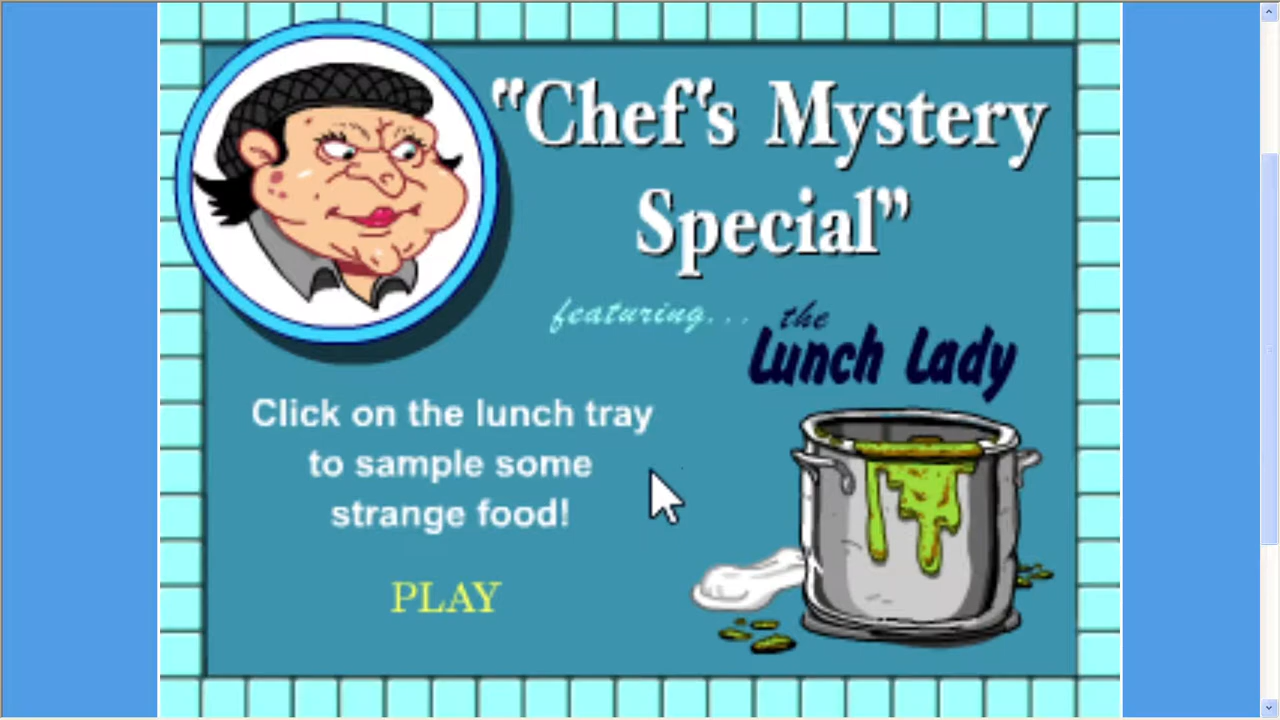 "Chef"s Mystery
Special"
featuring...
the
Lunch Lady
Click on the lunch tray
to sample some
strange food!
PLAY